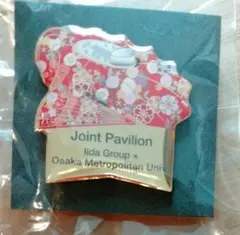 Joint Pavilion
Iida Group ×
Osaka Metropolitan Univ.